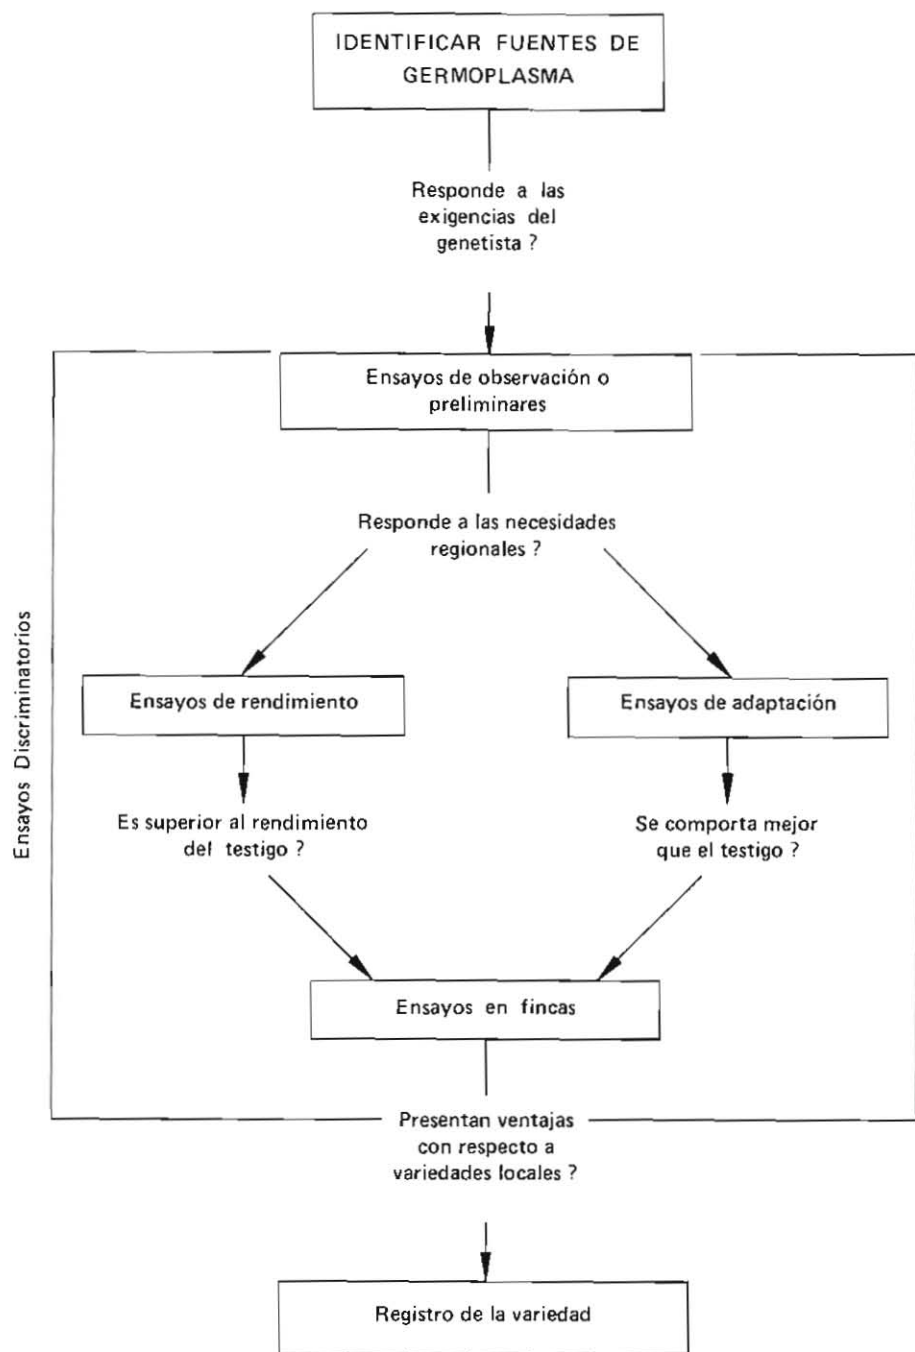 IDENTIFICAR FUENTES DE
GERMOPLASMA
Responde a las
exigencias del
genetista ?
Ensayos de observación o
preliminares
Responde a las necesidades
regionales ?
Ensayos Discriminatorios
Ensayos de rendimiento
Ensayos de adaptación
Es superior al rendimiento
del testigo ?
Se comporta mejor
que el testigo ?
Ensayos en fincas
Presentan ventajas
con respecto a
variedades locales ?
Registro de la variedad